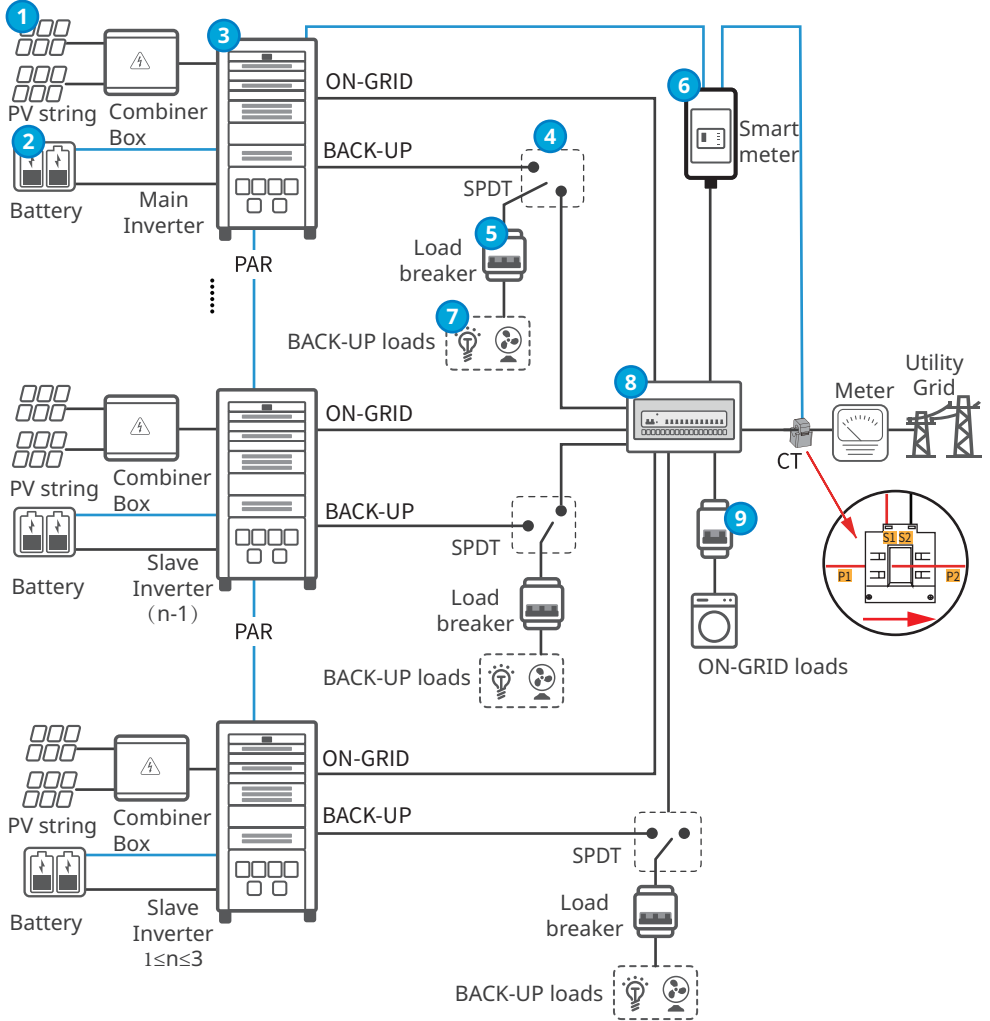 1
3
6
ON-GRID
PV string
Combiner
Box
2
BACK-UP
4
Smart
meter
SPDT
Battery
Main
Inverter
5
Load
breaker
PAR
7
BACK-UP loads
8
Utility
Grid
Meter
ON-GRID
CT
PV string
Combiner
Box
BACK-UP
9
SPDT
S1 S2
P1
P2
Battery
Slave
Inverter
(n-1)
Load
breaker
PAR
ON-GRID loads
BACK-UP loads
ON-GRID
PV string
Combiner
Box
BACK-UP
SPDT
Battery
Slave
Inverter
1≤n≤3
Load
breaker
BACK-UP loads